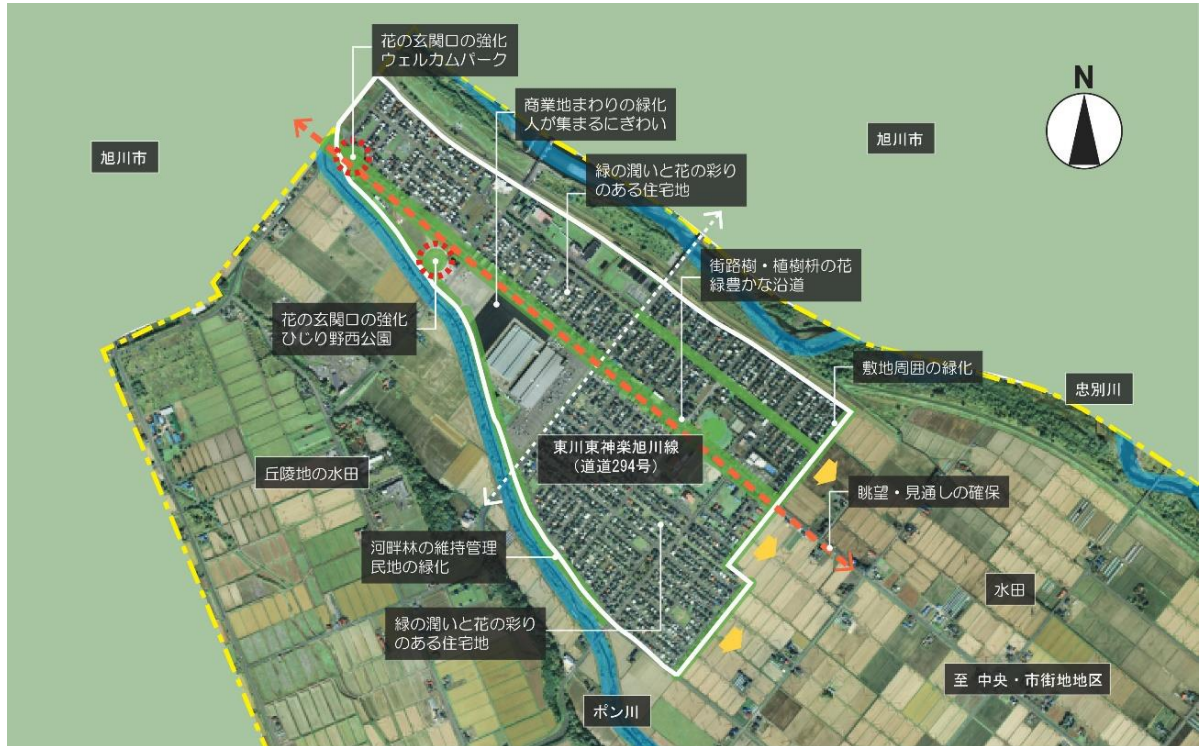 花の玄関口の強化
ウェルカムパーク
N
商業地まわりの緑化
人が集まるにぎわい
旭川市
旭川市
緑の潤いと花の彩り
のある住宅地
街路樹・植樹枡の花
緑豊かな沿道
花の玄関口の強化
ひじり野西公園
敷地周囲の緑化
忠別川
東川東神楽旭川線
（道道294号）
丘陵地の水田
眺望・見通しの確保
河畔林の維持管理
民地の緑化
水田
緑の潤いと花の彩り
のある住宅地
至 中央・市街地地区
ポン川